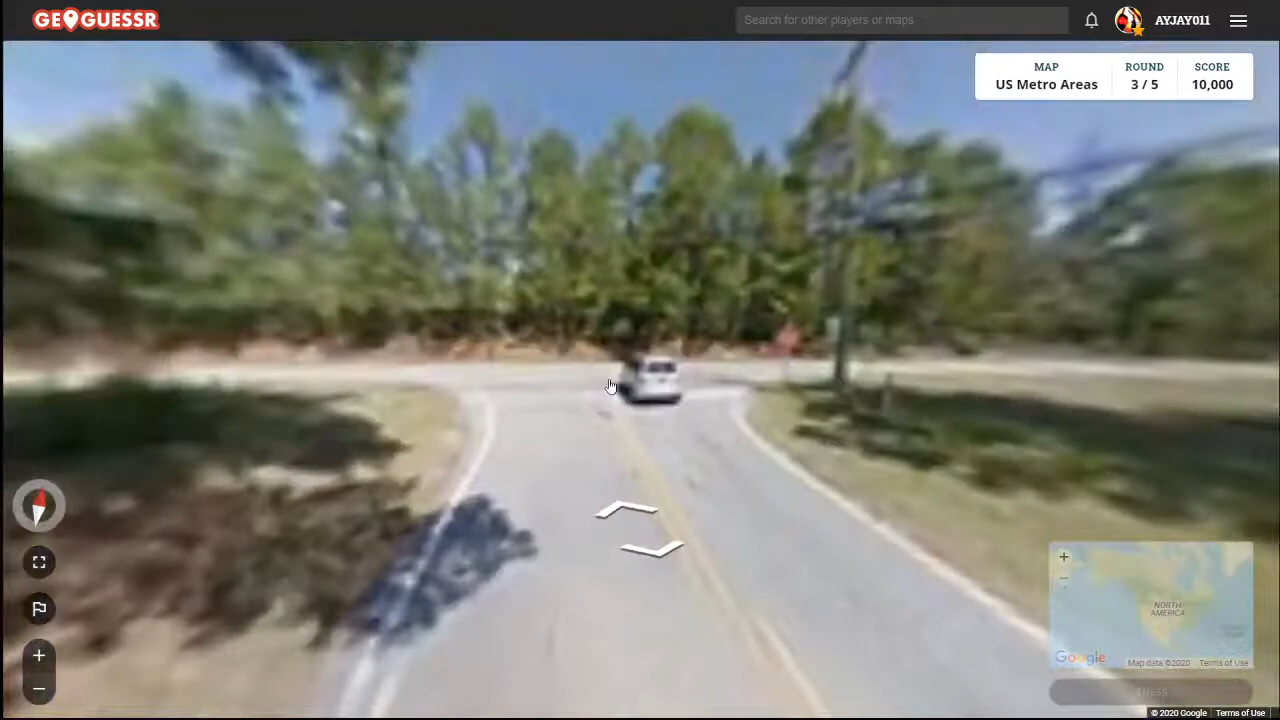 GEOGUESSR
Search for other players or maps
AYJAY011
MAP
US Metro Areas
ROUND
3 / 5
SCORE
10,000
+
−
NORTH
AMERICA
Google
Map data ©2020
Terms of Use
GUESS
+
−
© 2020 Google
Terms of Use